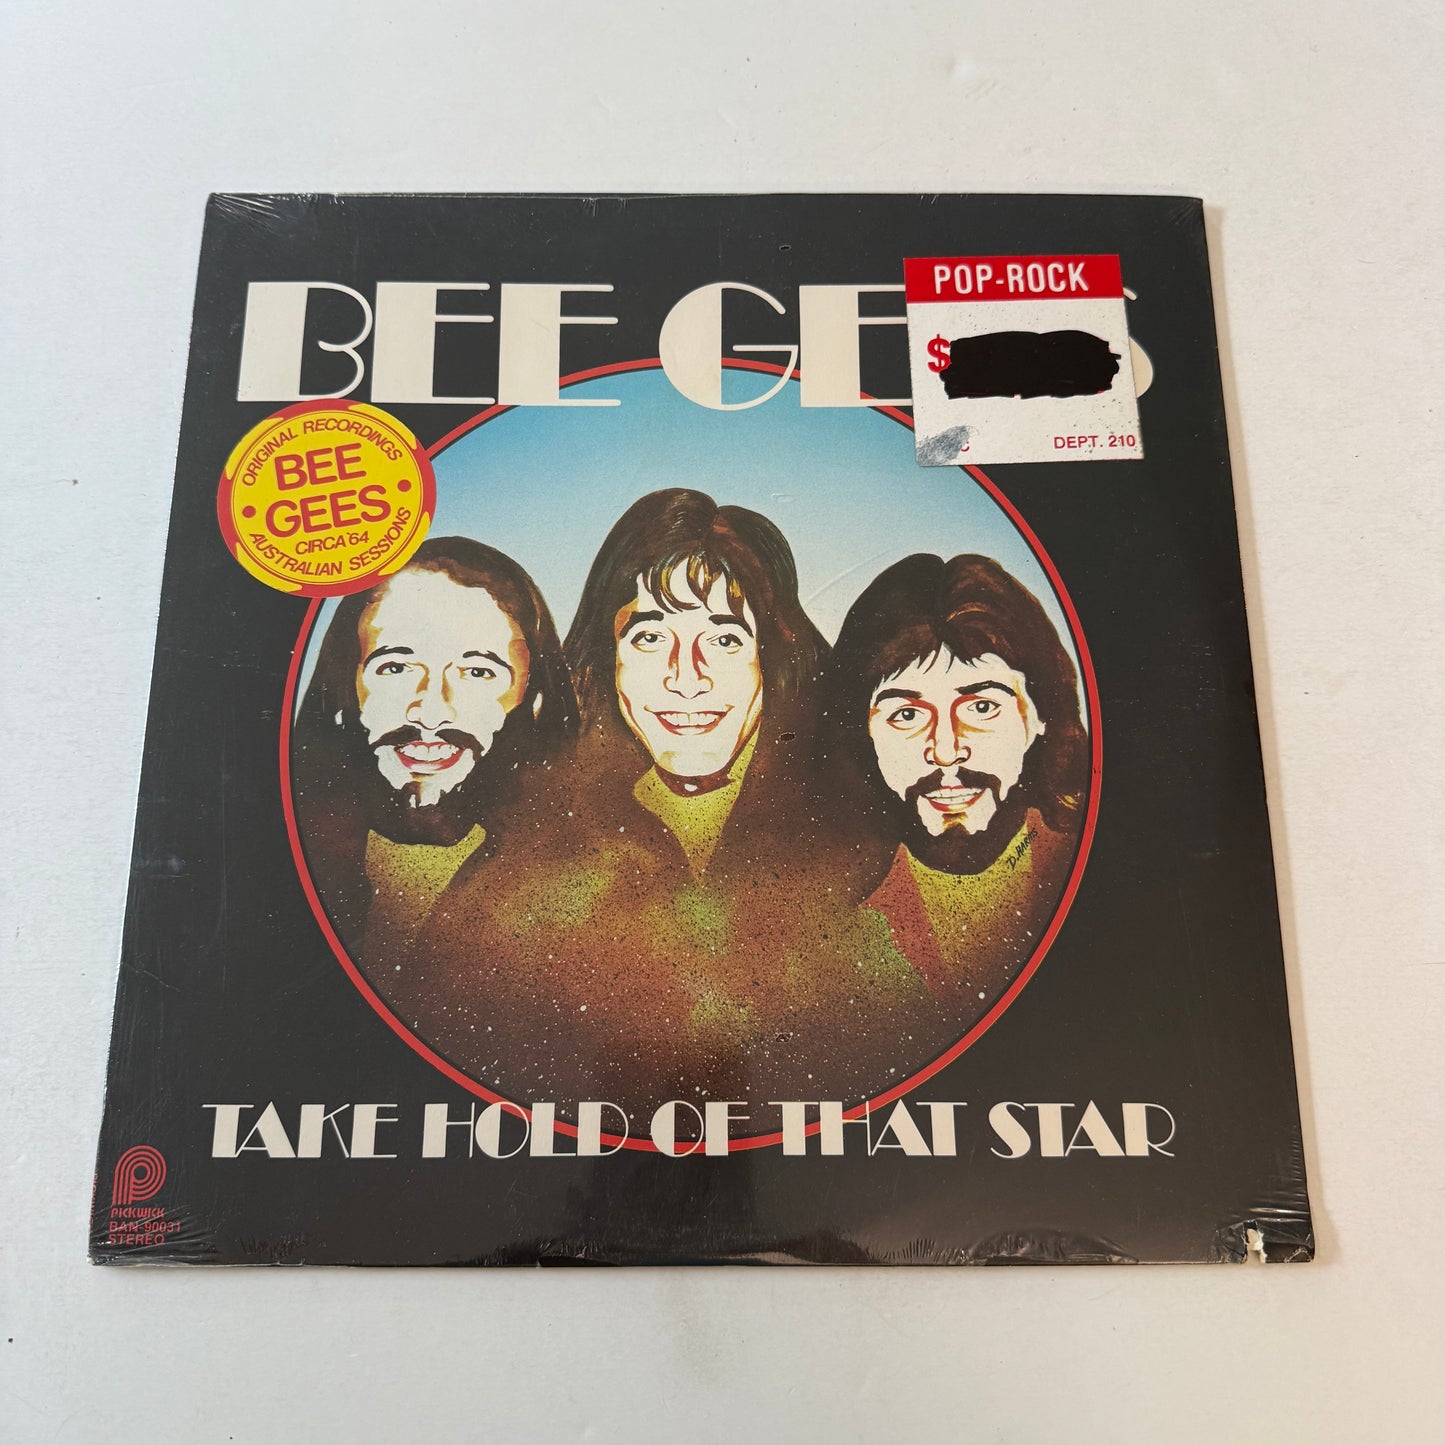 BEE GEES
POP-ROCK
$
DEPT. 210
ORIGINAL RECORDINGS
BEE
GEES
CIRCA '64
AUSTRALIAN SESSIONS
D. HARRIS
TAKE HOLD OF THAT STAR
PICKWICK
BAN-90031
STEREO